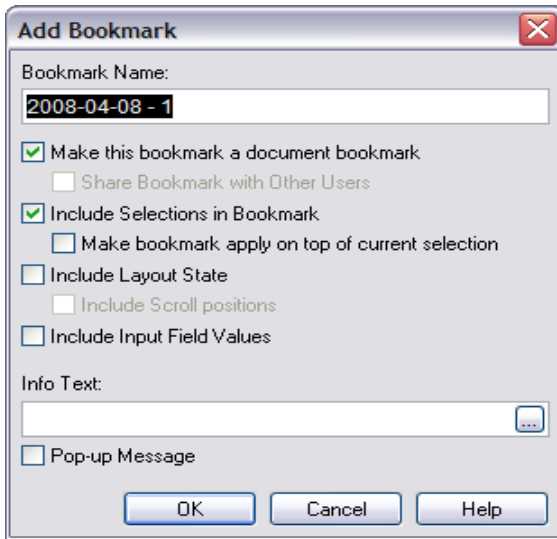 Add Bookmark
Bookmark Name:
2008-04-08 - 1
Make this bookmark a document bookmark
Share Bookmark with Other Users
Include Selections in Bookmark
Make bookmark apply on top of current selection
Include Layout State
Include Scroll positions
Include Input Field Values
Info Text:
...
Pop-up Message
OK Cancel Help